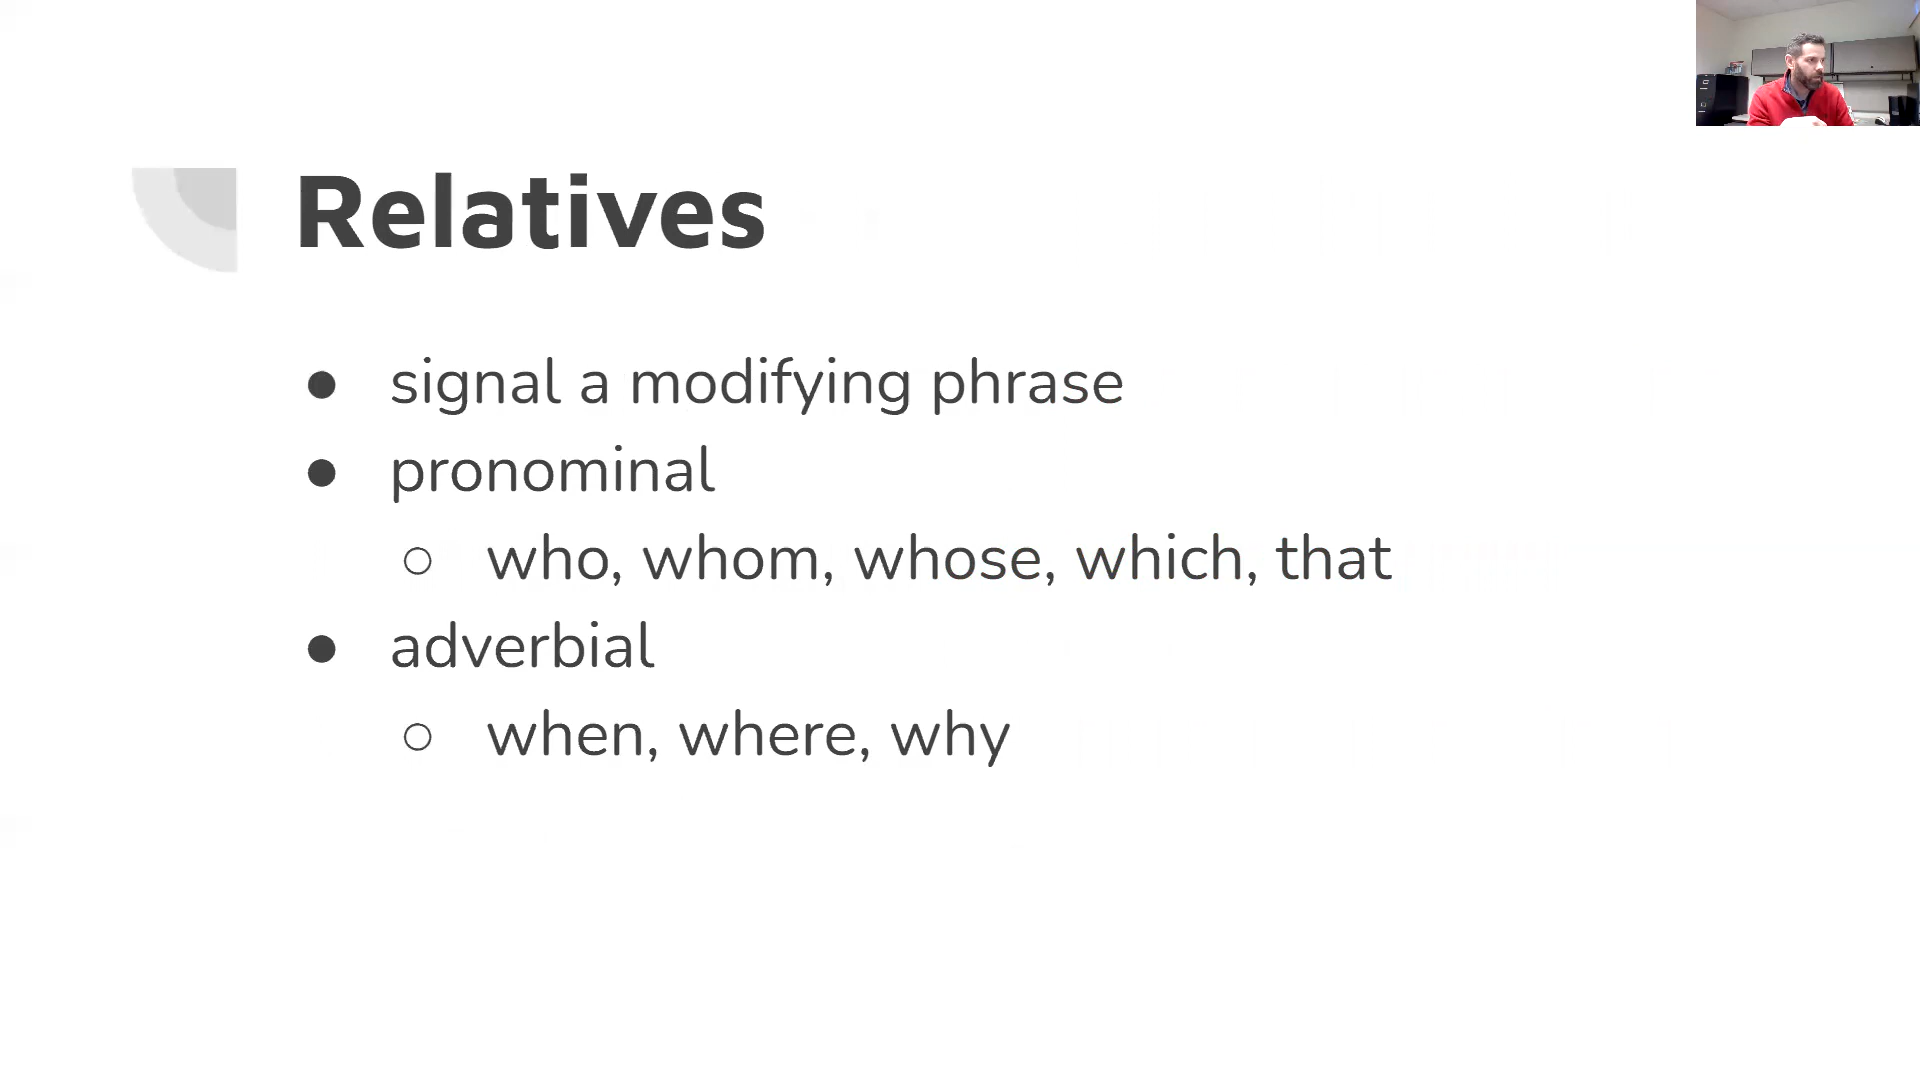 Relatives
● signal a modifying phrase
● pronominal
○ who, whom, whose, which, that
● adverbial
○ when, where, why